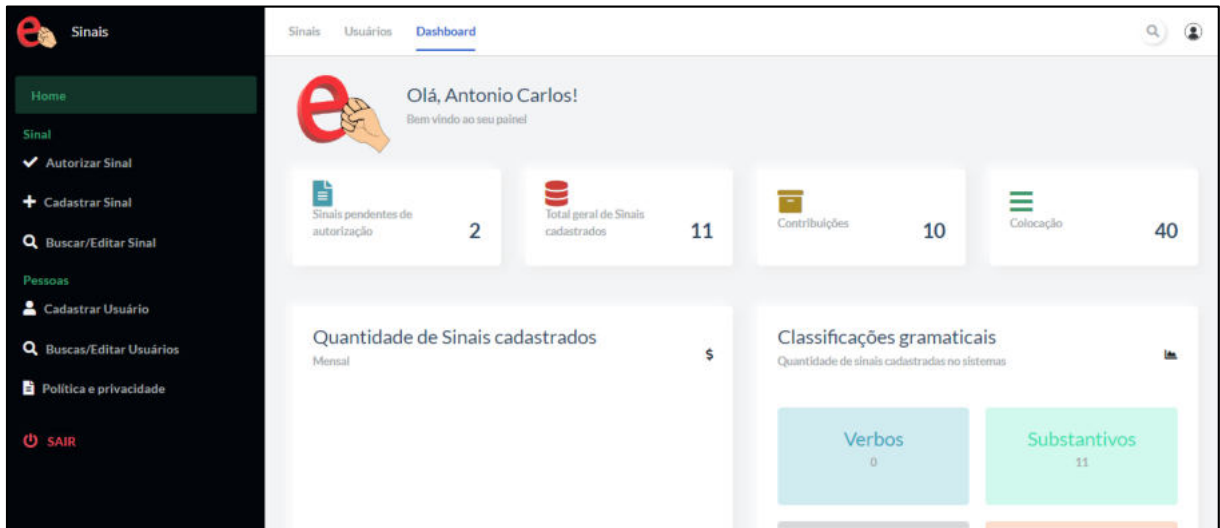 Sinais
Home
Sinal
Autorizar Sinal
Cadastrar Sinal
Buscar/Editar Sinal
Pessoas
Cadastrar Usuário
Buscas/Editar Usuários
Política e privacidade
SAIR
Sinais Usuários Dashboard
Olá, Antonio Carlos!
Bem vindo ao seu painel
Sinais pendentes de
autorização 2
Total geral de Sinais
cadastrados 11
Contribuições 10
Colocação 40
Quantidade de Sinais cadastrados
Mensal $
Classificações gramaticais
Quantidade de sinais cadastradas no sistemas
Verbos
0
Substantivos
11